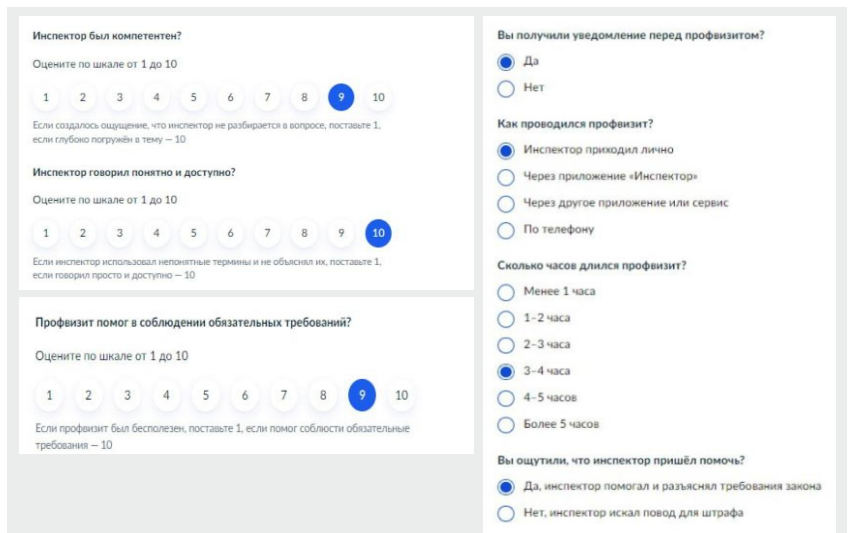 Инспектор был компетентен?
Оцените по шкале от 1 до 10
1 2 3 4 5 6 7 8 9 10
Если создалось ощущение, что инспектор не разбирается в вопросе, поставьте 1,
если глубоко погружён в тему — 10
Инспектор говорил понятно и доступно?
Оцените по шкале от 1 до 10
1 2 3 4 5 6 7 8 9 10
Если инспектор использовал непонятные термины и не объяснял их, поставьте 1,
если говорил просто и доступно — 10
Профвизит помог в соблюдении обязательных требований?
Оцените по шкале от 1 до 10
1 2 3 4 5 6 7 8 9 10
Если профвизит был бесполезен, поставьте 1, если помог соблюсти обязательные
требования — 10
Вы получили уведомление перед профвизитом?
Да
Нет
Как проводился профвизит?
Инспектор приходил лично
Через приложение «Инспектор»
Через другое приложение или сервис
По телефону
Сколько часов длился профвизит?
Менее 1 часа
1–2 часа
2–3 часа
3–4 часа
4–5 часов
Более 5 часов
Вы ощутили, что инспектор пришёл помочь?
Да, инспектор помогал и разъяснял требования закона
Нет, инспектор искал повод для штрафа